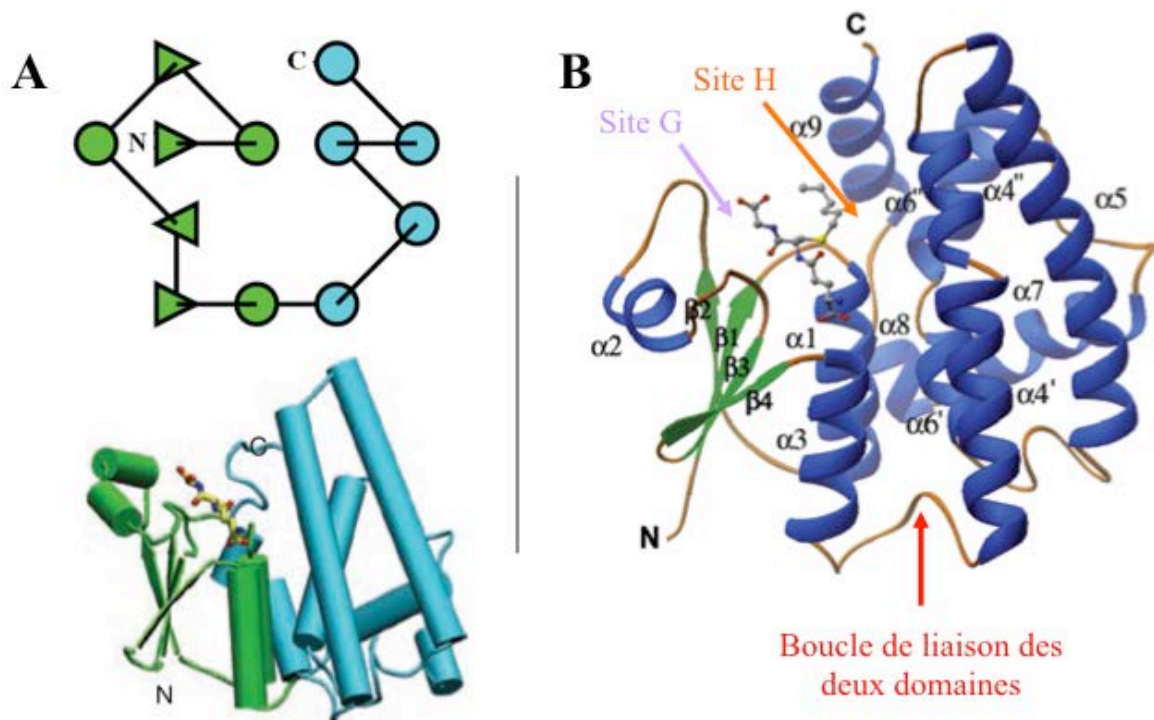 A
C
N
C
N
B
C
Site H
Site G
α9
α6''
α4''
α5
β2
β1
β3
β4
α2
α1
α8
α7
α3
α6'
α4'
N
Boucle de liaison des
deux domaines